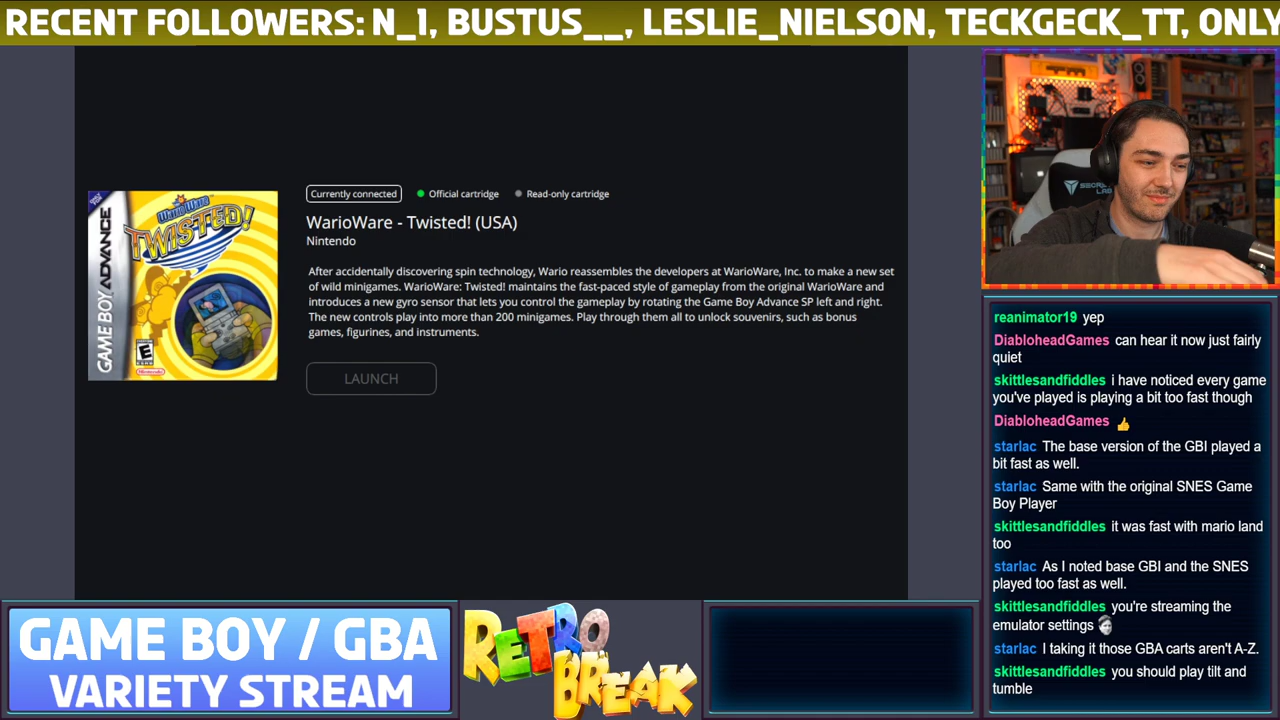 RECENT FOLLOWERS: N_1, BUSTUS__, LESLIE_NIELSON, TECKGECK_TT, ONLY
GAME BOY ADVANCE
WarioWare
TWISTED!
E
Nintendo
Currently connected
Official cartridge
Read-only cartridge
WarioWare - Twisted! (USA)
Nintendo
After accidentally discovering spin technology, Wario reassembles the developers at WarioWare, Inc. to make a new set
of wild minigames. WarioWare: Twisted! maintains the fast-paced style of gameplay from the original WarioWare and
introduces a new gyro sensor that lets you control the gameplay by rotating the Game Boy Advance SP left and right.
The new controls play into more than 200 minigames. Play through them all to unlock souvenirs, such as bonus
games, figurines, and instruments.
LAUNCH
SECRET
LAB
reanimator19 yep
DiabloheadGames can hear it now just fairly
quiet
skittlesandfiddles i have noticed every game
you've played is playing a bit too fast though
DiabloheadGames 👍
starlac The base version of the GBI played a
bit fast as well.
starlac Same with the original SNES Game
Boy Player
skittlesandfiddles it was fast with mario land
too
starlac As I noted base GBI and the SNES
played too fast as well.
skittlesandfiddles you're streaming the
emulator settings
starlac I taking it those GBA carts aren't A-Z.
skittlesandfiddles you should play tilt and
tumble
GAME BOY / GBA
VARIETY STREAM
RETRO
BREAK